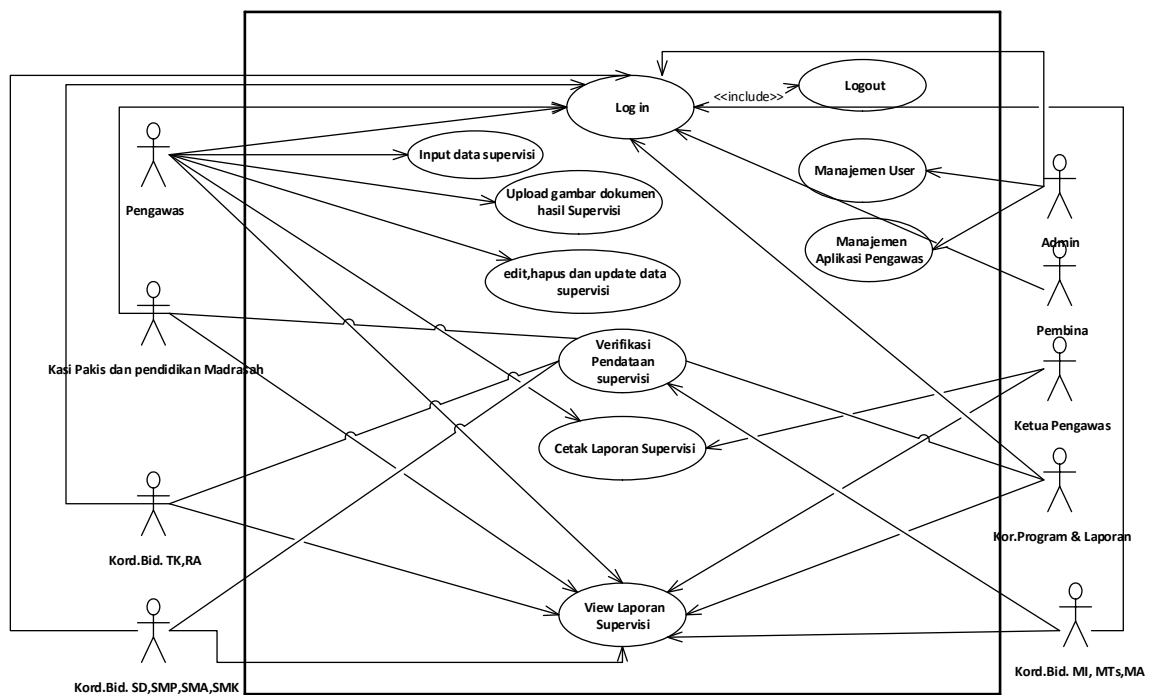 Log in
<<include>>
Logout
Input data supervisi
Manajemen User
Upload gambar dokumen
hasil Supervisi
Pengawas
Admin
Manajemen
Aplikasi Pengawas
edit,hapus dan update data
supervisi
Pembina
Verifikasi
Pendataan
supervisi
Kasi Pakis dan pendidikan Madrasah
Ketua Pengawas
Cetak Laporan Supervisi
Kor.Program & Laporan
Kord.Bid. TK,RA
View Laporan
Supervisi
Kord.Bid. MI, MTs,MA
Kord.Bid. SD,SMP,SMA,SMK